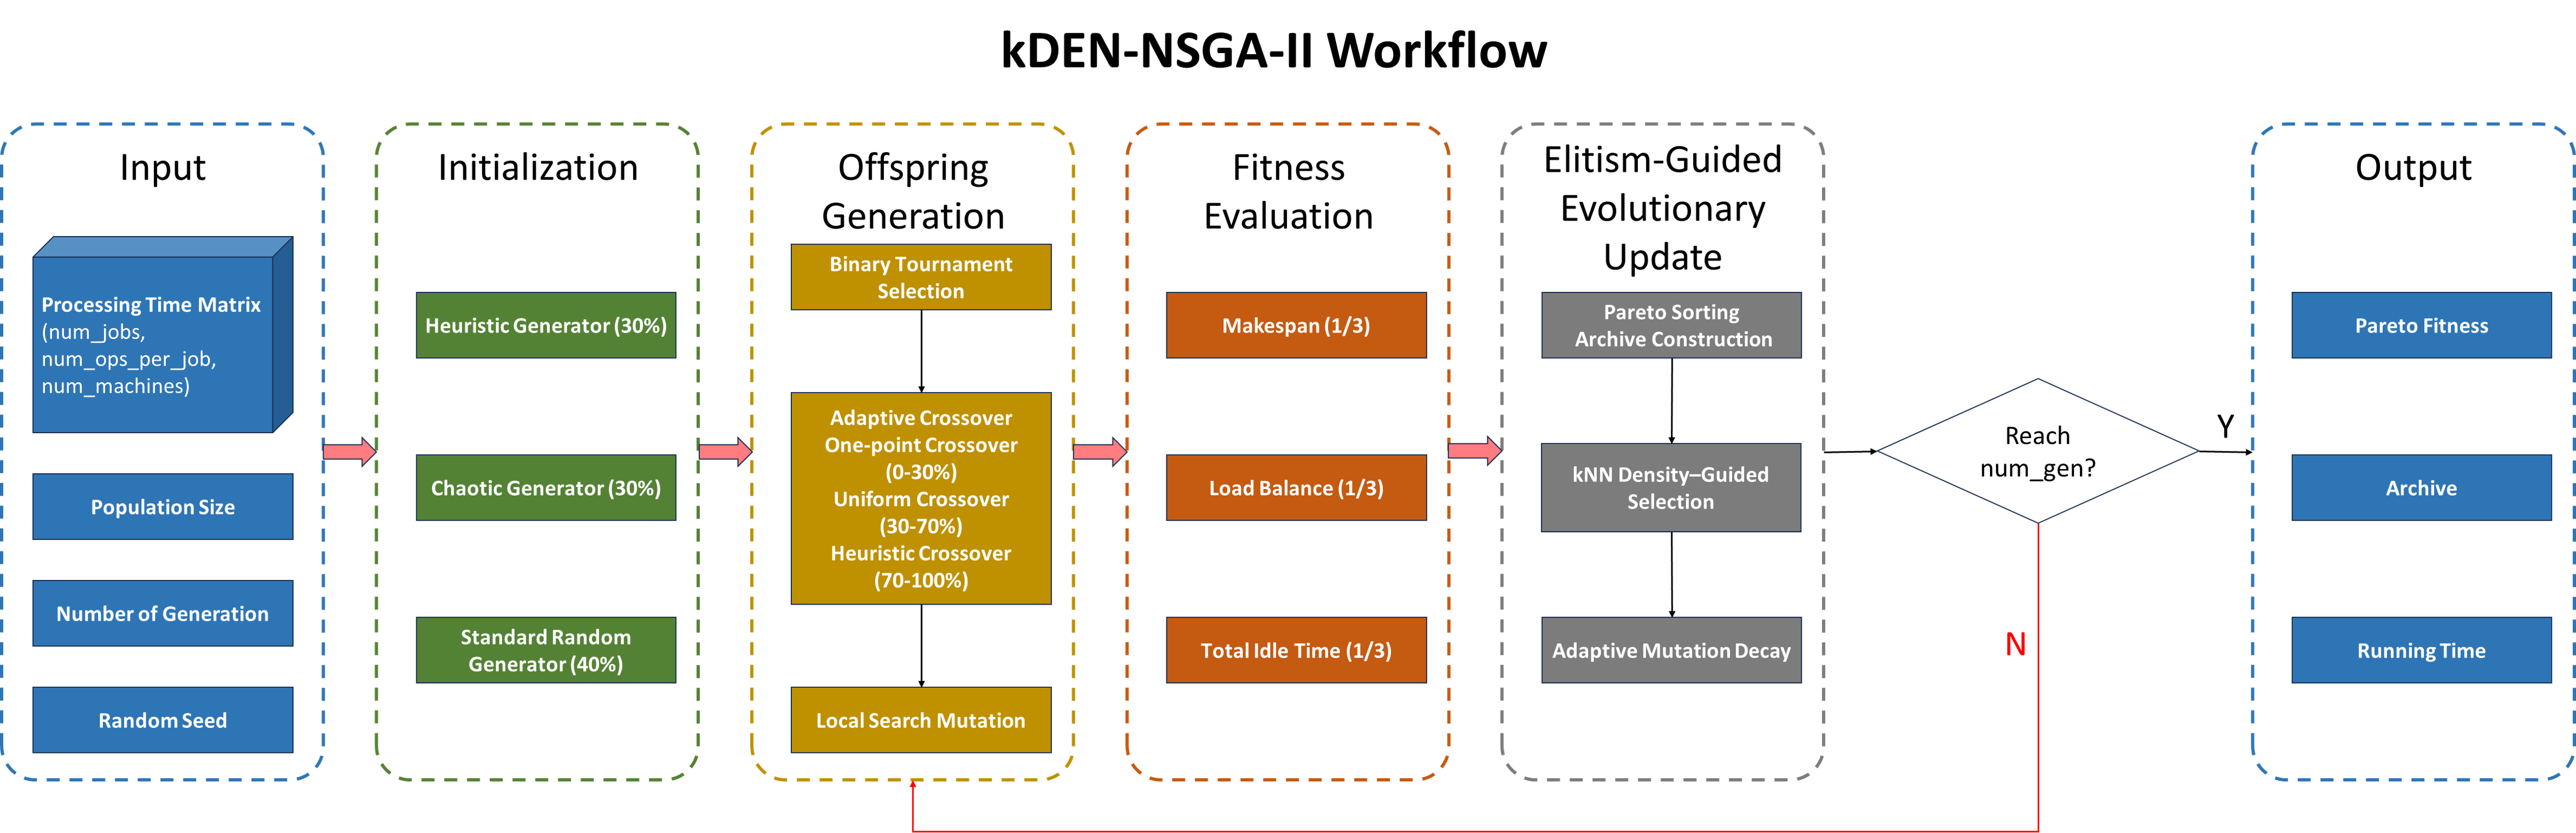 kDEN-NSGA-II Workflow
Input
Processing Time Matrix
(num_jobs,
num_ops_per_job,
num_machines)
Population Size
Number of Generation
Random Seed
Initialization
Heuristic Generator (30%)
Chaotic Generator (30%)
Standard Random
Generator (40%)
Offspring
Generation
Binary Tournament
Selection
Adaptive Crossover
One-point Crossover
(0-30%)
Uniform Crossover
(30-70%)
Heuristic Crossover
(70-100%)
Local Search Mutation
Fitness
Evaluation
Makespan (1/3)
Load Balance (1/3)
Total Idle Time (1/3)
Elitism-Guided
Evolutionary
Update
Pareto Sorting
Archive Construction
kNN Density–Guided
Selection
Adaptive Mutation Decay
Reach
num_gen?
Y
N
Output
Pareto Fitness
Archive
Running Time